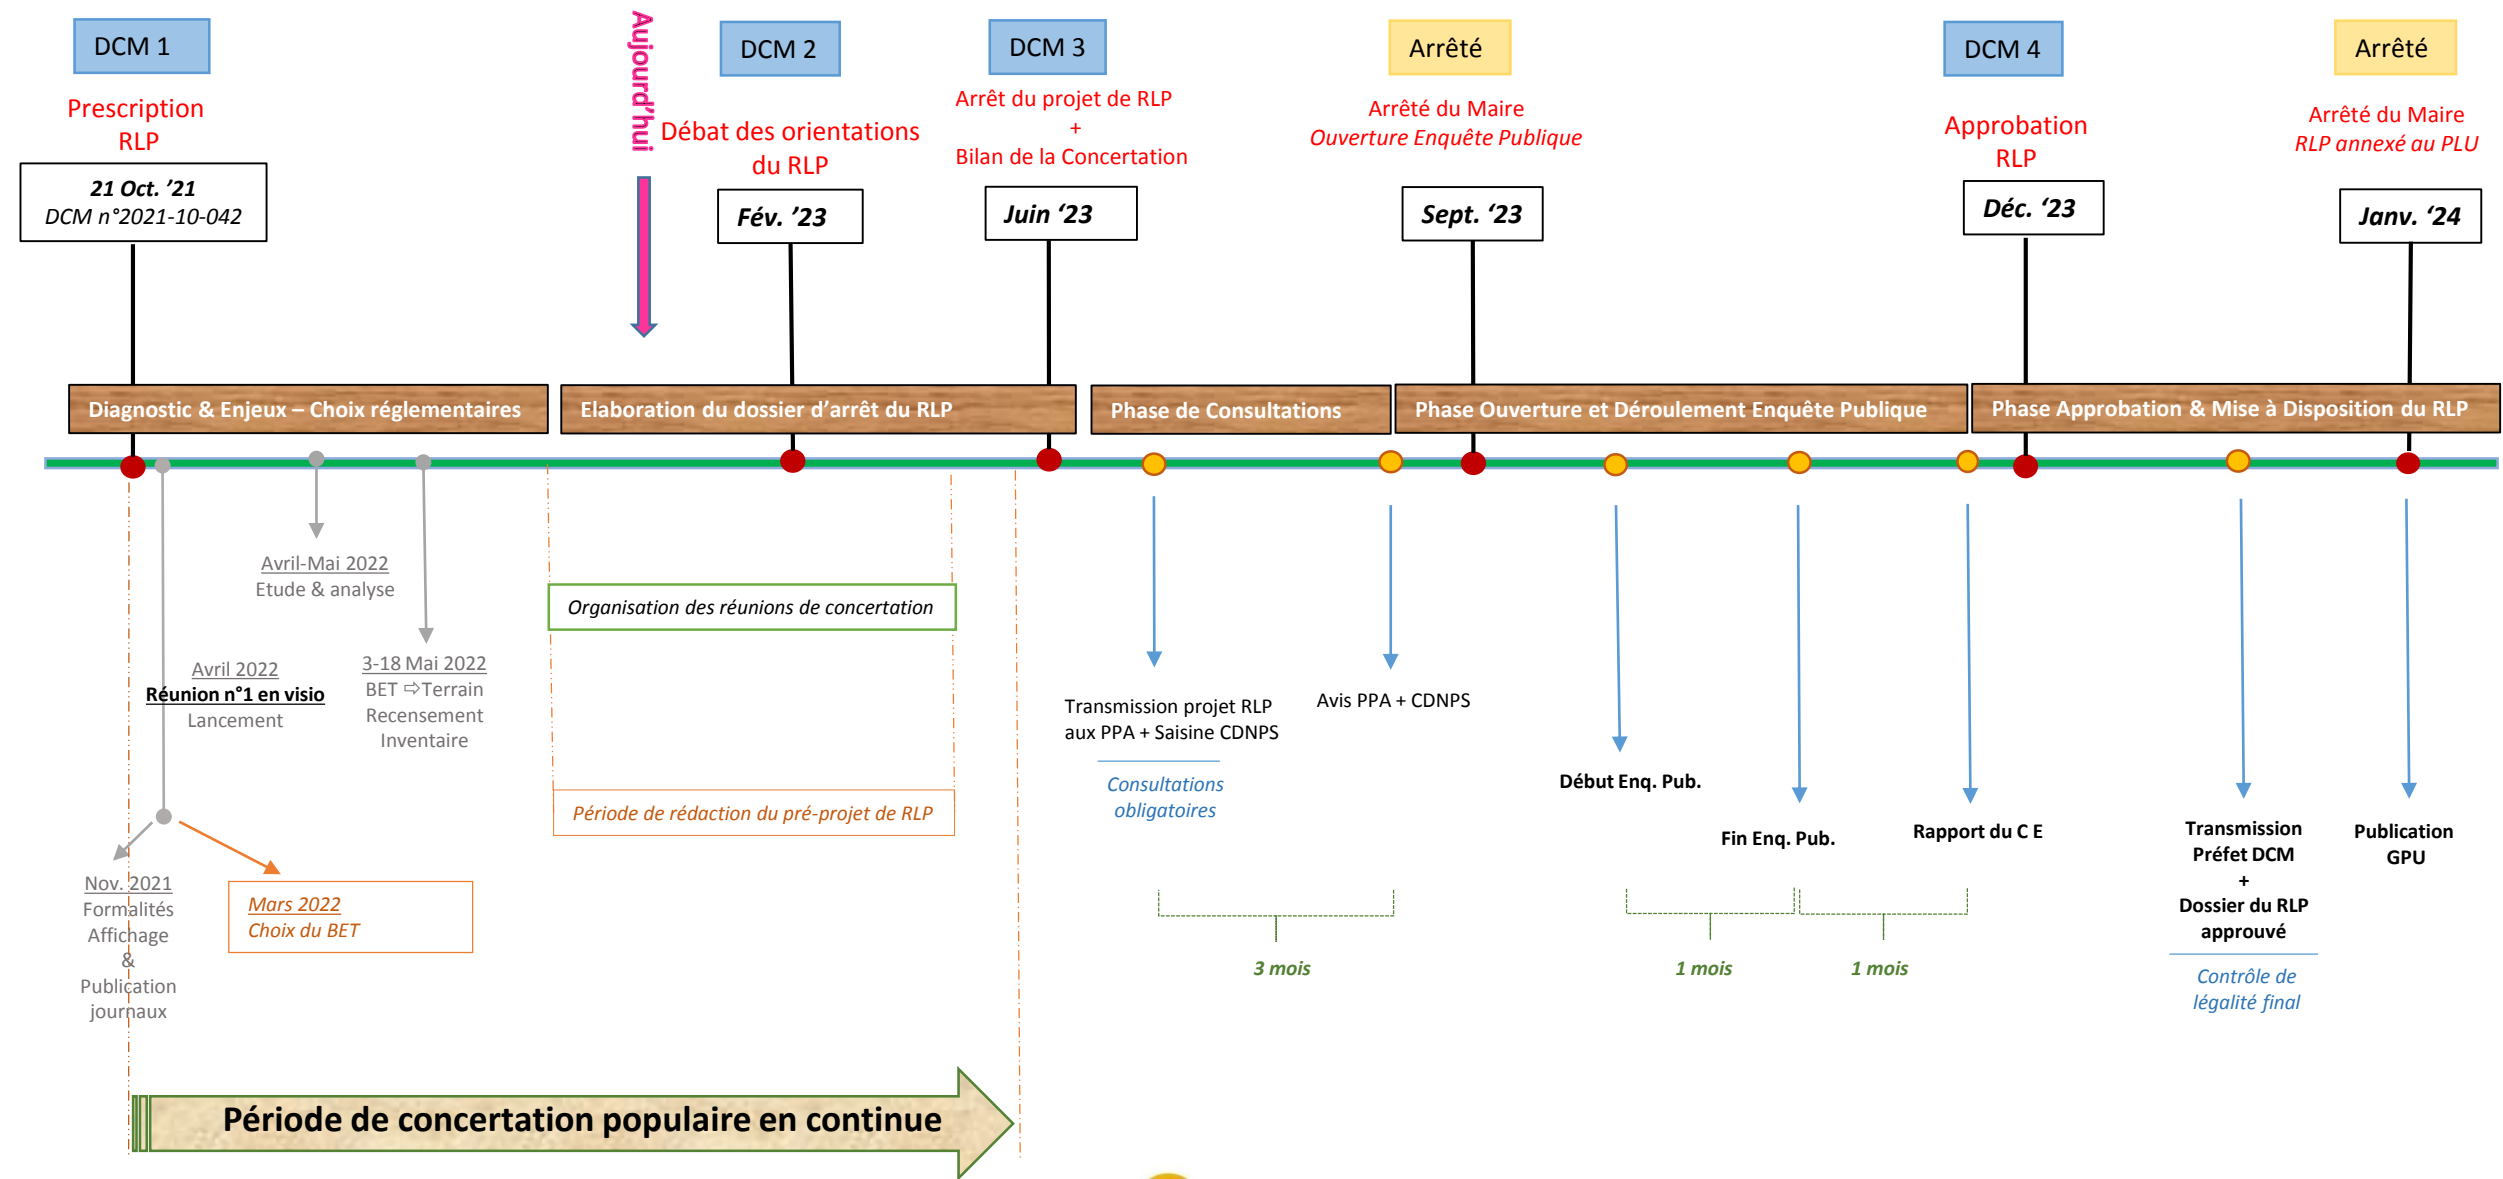 DCM 1
Aujourd'hui
DCM 2
DCM 3
Arrêté
DCM 4
Arrêté
Prescription
RLP
Débat des orientations
du RLP
Arrêt du projet de RLP
+
Bilan de la Concertation
Arrêté du Maire
Ouverture Enquête Publique
Approbation
RLP
Arrêté du Maire
RLP annexé au PLU
21 Oct. ’21
DCM n°2021-10-042
Fév. ’23
Juin ‘23
Sept. ‘23
Déc. ‘23
Janv. ‘24
Diagnostic & Enjeux – Choix réglementaires
Elaboration du dossier d’arrêt du RLP
Phase de Consultations
Phase Ouverture et Déroulement Enquête Publique
Phase Approbation & Mise à Disposition du RLP
Avril-Mai 2022
Etude & analyse
Avril 2022
Réunion n°1 en visio
Lancement
3-18 Mai 2022
BET ⇨Terrain
Recensement
Inventaire
Nov. 2021
Formalités
Affichage
&
Publication
journaux
Mars 2022
Choix du BET
Organisation des réunions de concertation
Période de rédaction du pré-projet de RLP
Transmission projet RLP
aux PPA + Saisine CDNPS
Consultations
obligatoires
Avis PPA + CDNPS
3 mois
Début Enq. Pub.
Fin Enq. Pub.
Rapport du C E
1 mois
1 mois
Transmission
Préfet DCM
+
Dossier du RLP
approuvé
Contrôle de
légalité final
Publication
GPU
Période de concertation populaire en continue